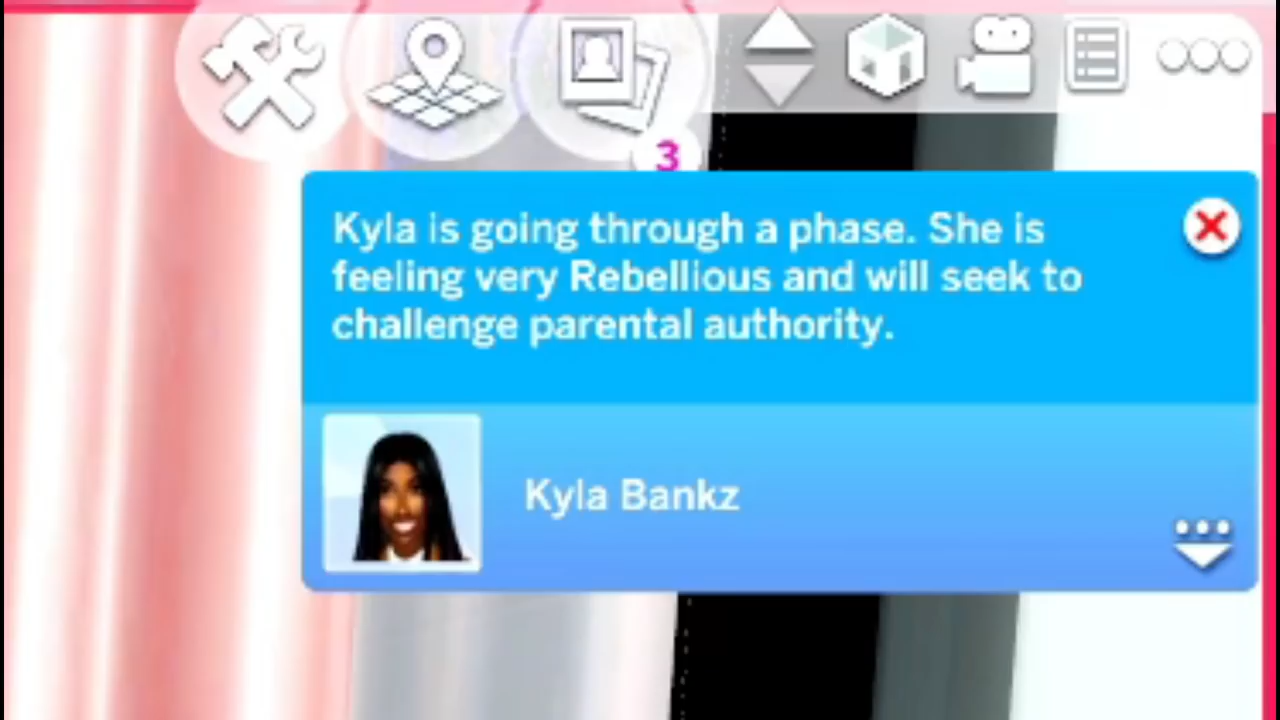 3
Kyla is going through a phase. She is
feeling very Rebellious and will seek to
challenge parental authority.
Kyla Bankz